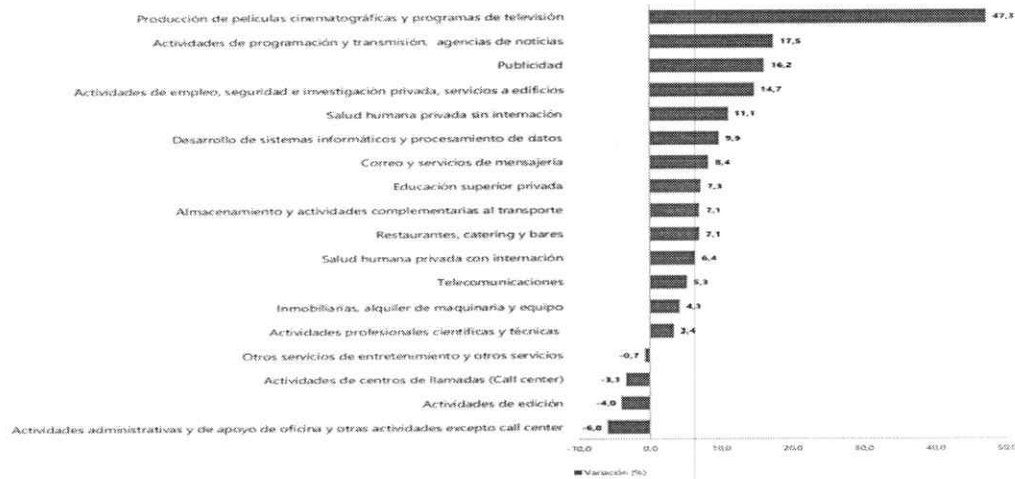 Producción de películas cinematográficas y programas de televisión 47,3
Actividades de programación y transmisión, agencias de noticias 17,5
Publicidad 16,2
Actividades de empleo, seguridad e investigación privada, servicios a edificios 14,7
Salud humana privada sin internación 11,1
Desarrollo de sistemas informáticos y procesamiento de datos 9,9
Correo y servicios de mensajería 8,4
Educación superior privada 7,3
Almacenamiento y actividades complementarias al transporte 7,1
Restaurantes, catering y bares 7,1
Salud humana privada con internación 6,4
Telecomunicaciones 5,3
Inmobiliarias, alquiler de maquinaria y equipo 4,3
Actividades profesionales científicas y técnicas 3,4
Otros servicios de entretenimiento y otros servicios -0,7
Actividades de centros de llamadas (Call center) -3,3
Actividades de edición -4,0
Actividades administrativas y de apoyo de oficina y otras actividades excepto call center -6,0
-10,0 0,0 10,0 20,0 30,0 40,0 50,0
Variación (%)